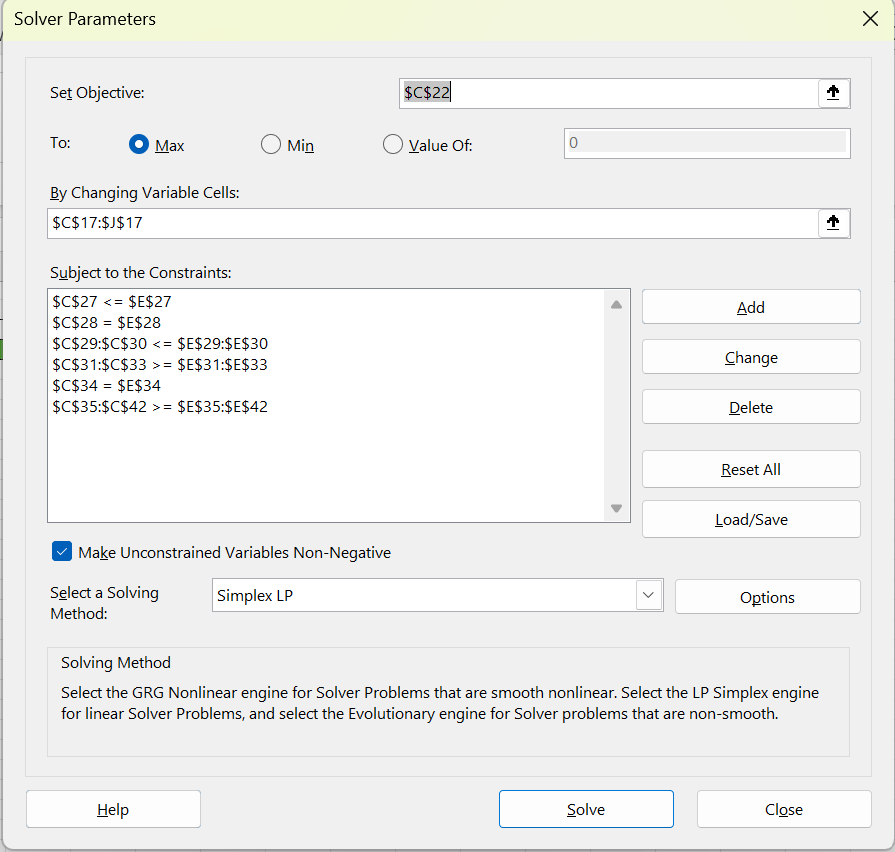 Solver Parameters
Set Objective:
$C$22
To:
Max
Min
Value Of:
0
By Changing Variable Cells:
$C$17:$J$17
Subject to the Constraints:
$C$27 <= $E$27
$C$28 = $E$28
$C$29:$C$30 <= $E$29:$E$30
$C$31:$C$33 >= $E$31:$E$33
$C$34 = $E$34
$C$35:$C$42 >= $E$35:$E$42
Add
Change
Delete
Reset All
Load/Save
Make Unconstrained Variables Non-Negative
Select a Solving
Method:
Simplex LP
Options
Solving Method
Select the GRG Nonlinear engine for Solver Problems that are smooth nonlinear. Select the LP Simplex engine
for linear Solver Problems, and select the Evolutionary engine for Solver problems that are non-smooth.
Help
Solve
Close